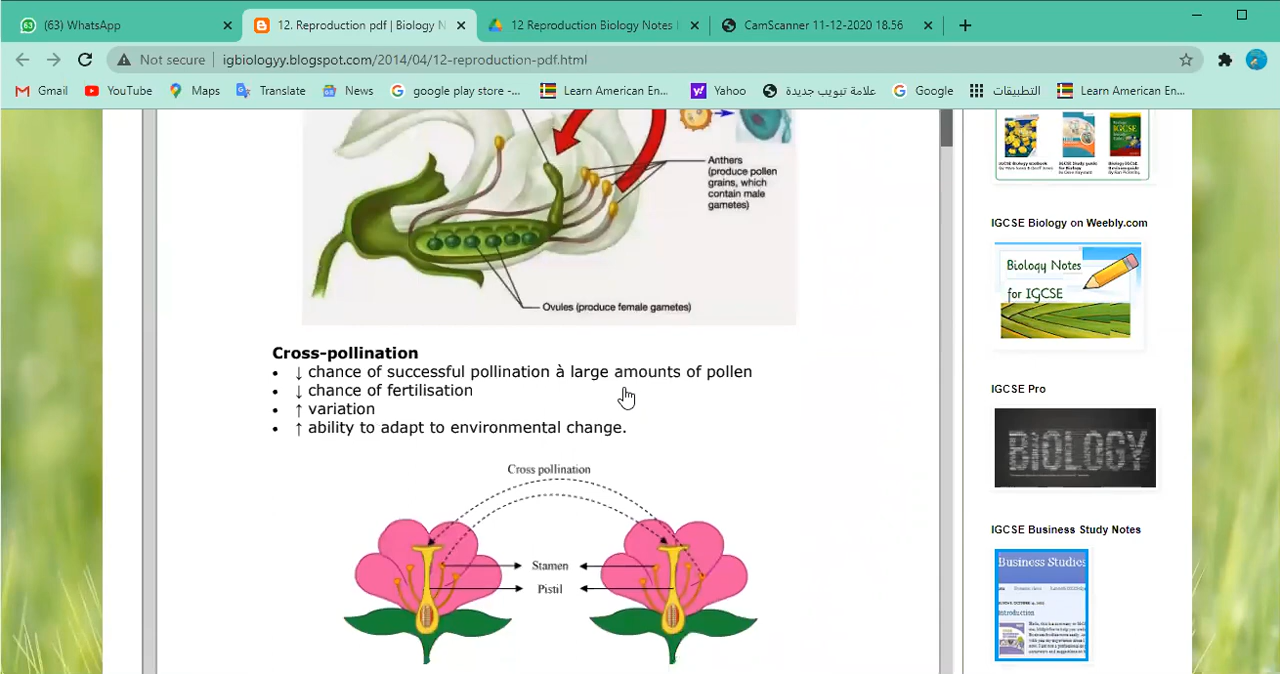 63 (63) WhatsApp
12. Reproduction pdf | Biology N
12 Reproduction Biology Notes
CamScanner 11-12-2020 18.56
Not secure igbiologyy.blogspot.com/2014/04/12-reproduction-pdf.html
Gmail YouTube Maps Translate News google play store -... Learn American En... Yahoo علامة تبويب جديدة Google التطبيقات Learn American En...
Anthers
(produce pollen
grains, which
contain male
gametes)
Ovules (produce female gametes)
Cross-pollination
• ↓ chance of successful pollination à large amounts of pollen
• ↓ chance of fertilisation
• ↑ variation
• ↑ ability to adapt to environmental change.
Cross pollination
Stamen
Pistil
IGCSE Biology on Weebly.com
Biology Notes
for IGCSE
IGCSE Pro
BIOLOGY
IGCSE Business Study Notes
Business Studies